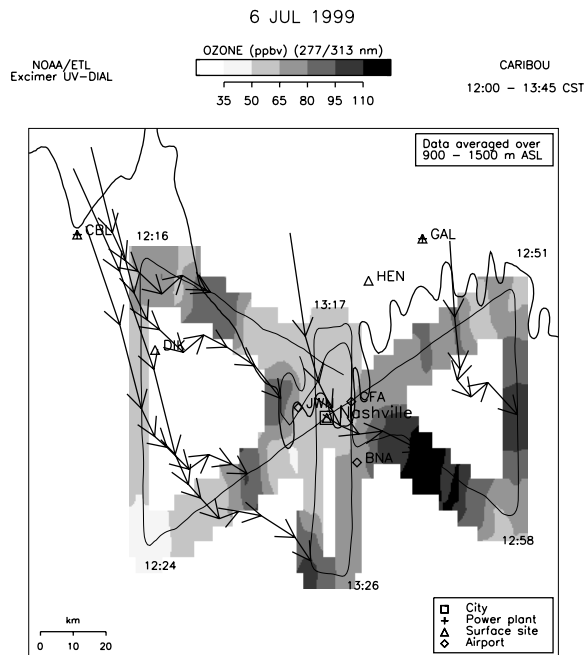 6 JUL 1999
NOAA/ETL
Excimer UV-DIAL
OZONE (ppbv) (277/313 nm)
35 50 65 80 95 110
CARIBOU
12:00 - 13:45 CST
Data averaged over
900 - 1500 m ASL
CBL
12:16
GAL
12:51
HEN
13:17
DIK
JWN
CFA
Nashville
BNA
12:24
12:58
13:26
km
0 10 20
City
Power plant
Surface site
Airport